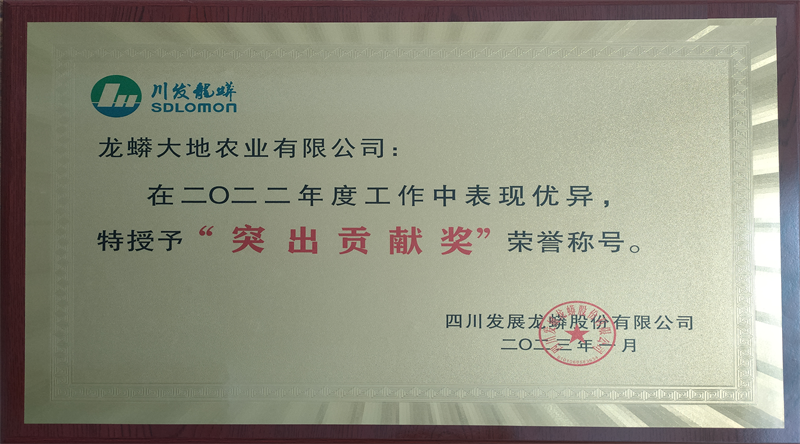 川发龍蟒
SDLOMON
龙蟒大地农业有限公司：
在二〇二二年度工作中表现优异，
特授予“突出贡献奖”荣誉称号。
四川发展龙蟒股份有限公司
二〇二三年一月